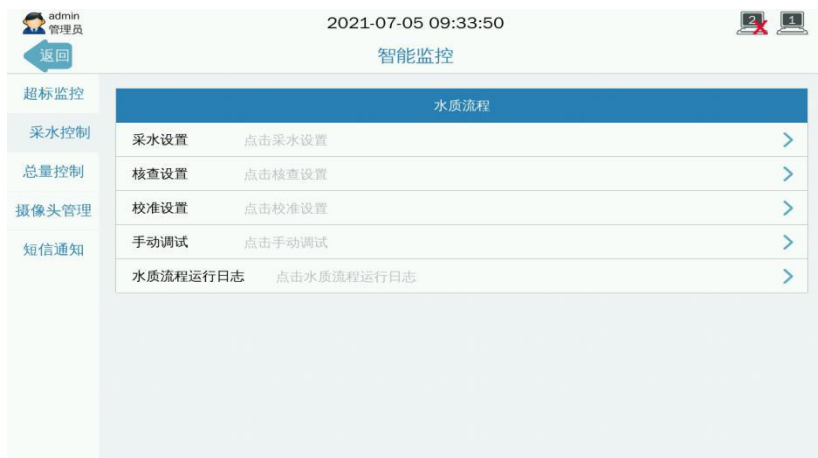 admin
管理员
2021-07-05 09:33:50
2
1
返回
智能监控
超标监控
采水控制
总量控制
摄像头管理
短信通知
水质流程
采水设置 点击采水设置
核查设置 点击核查设置
校准设置 点击校准设置
手动调试 点击手动调试
水质流程运行日志 点击水质流程运行日志